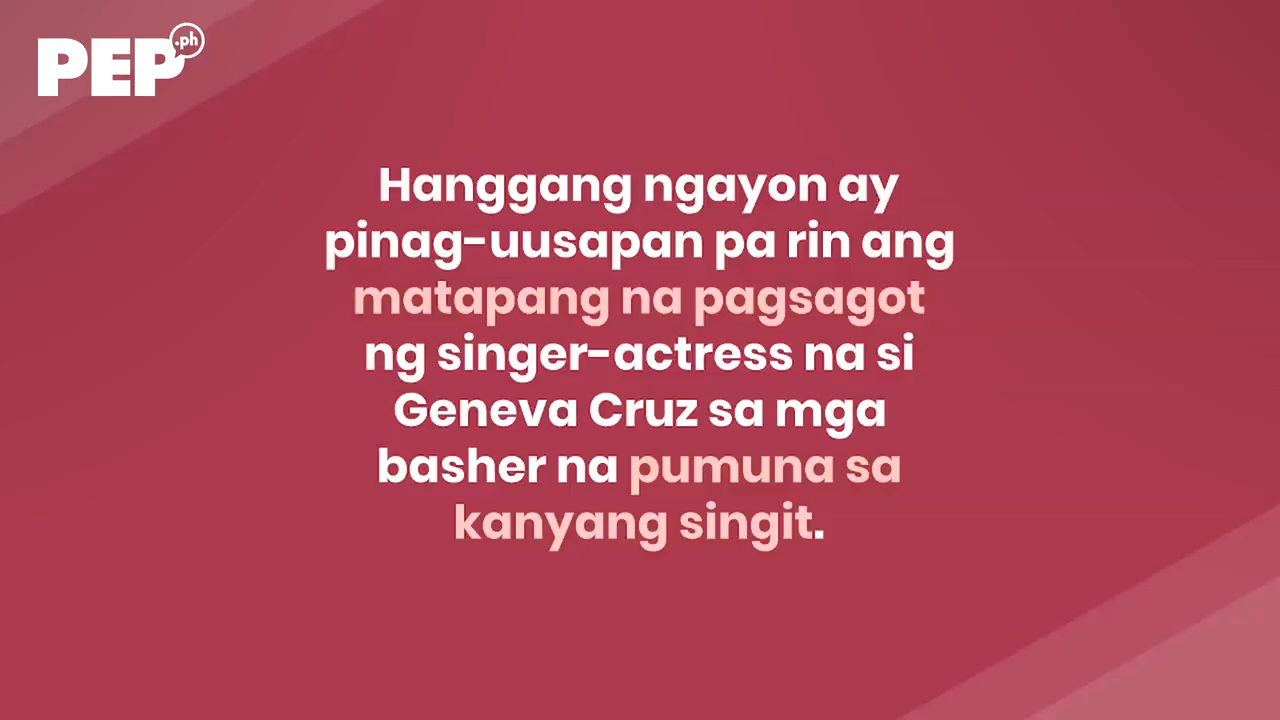 PEP.ph
Hanggang ngayon ay
pinag-uusapan pa rin ang
matapang na pagsagot
ng singer-actress na si
Geneva Cruz sa mga
basher na pumuna sa
kanyang singit.